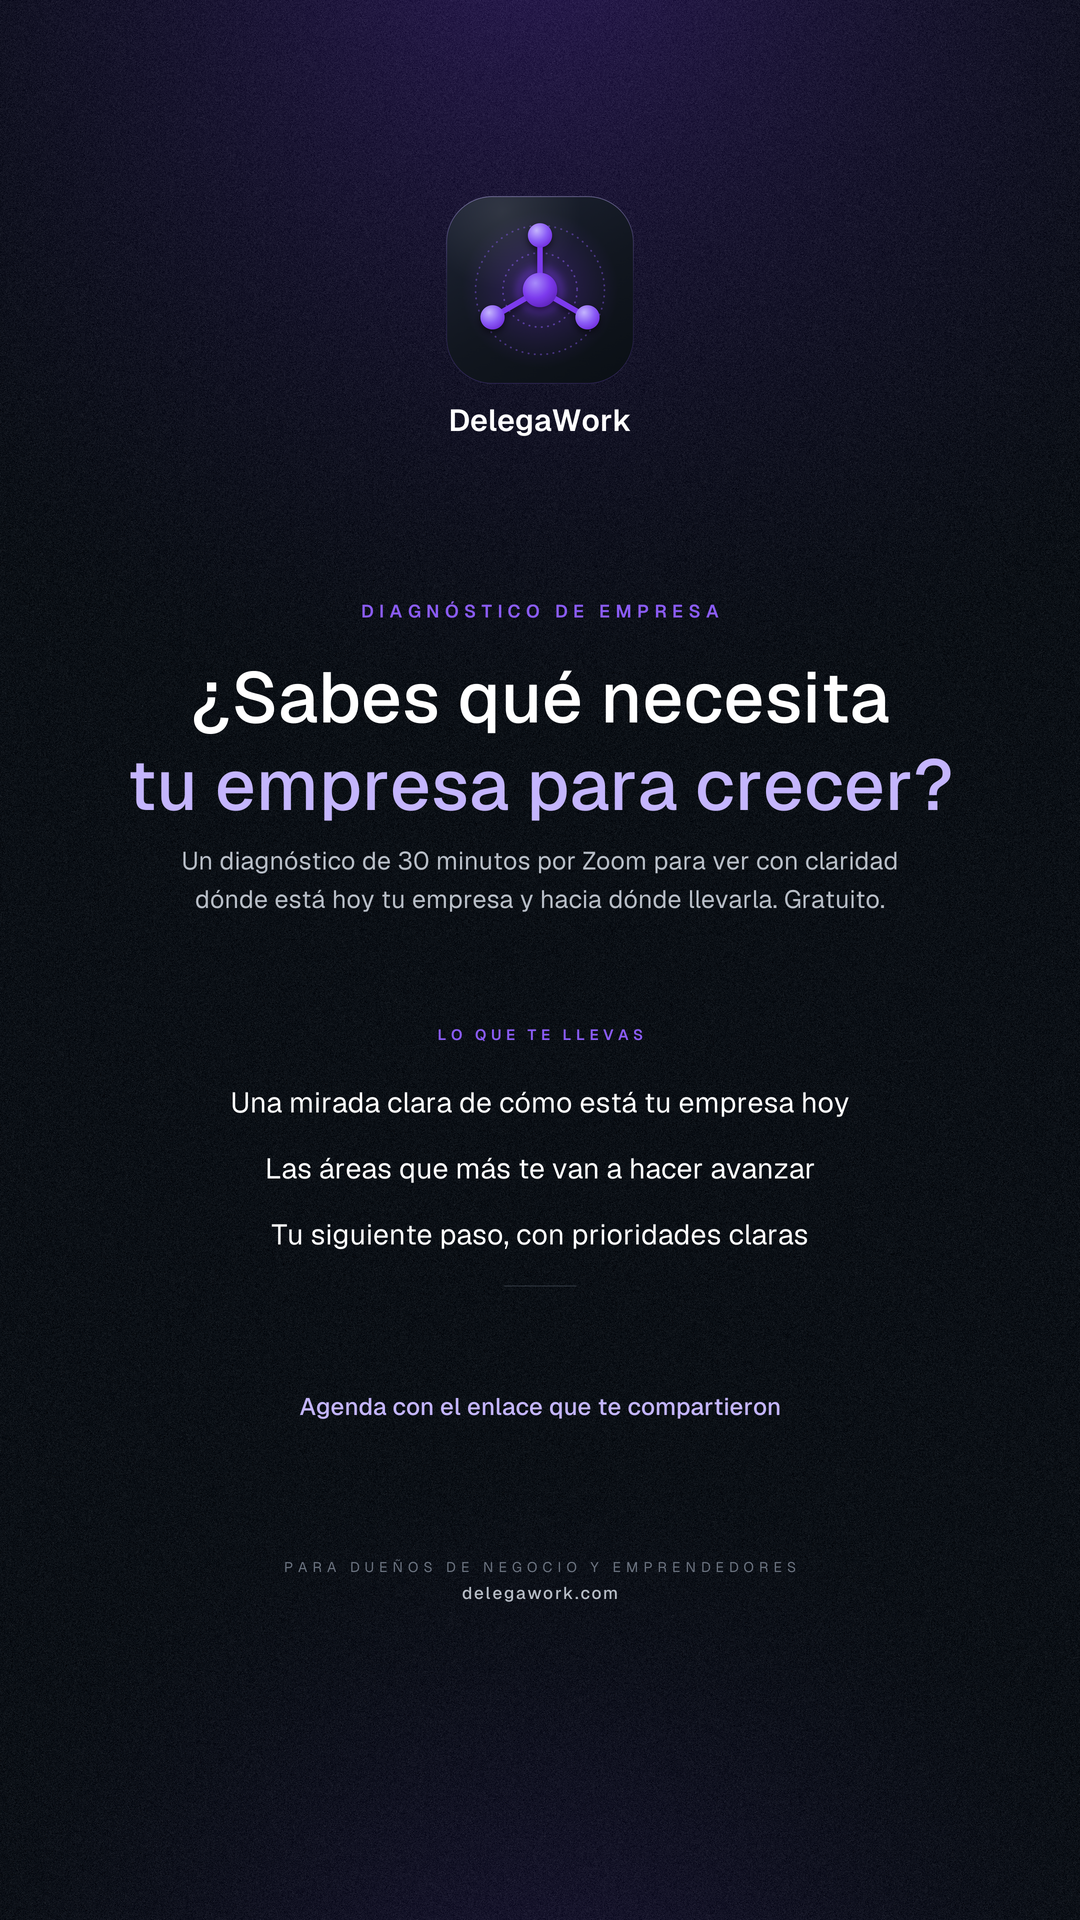 DelegaWork
DIAGNÓSTICO DE EMPRESA
¿Sabes qué necesita
tu empresa para crecer?
Un diagnóstico de 30 minutos por Zoom para ver con claridad
dónde está hoy tu empresa y hacia dónde llevarla. Gratuito.
LO QUE TE LLEVAS
Una mirada clara de cómo está tu empresa hoy
Las áreas que más te van a hacer avanzar
Tu siguiente paso, con prioridades claras
Agenda con el enlace que te compartieron
PARA DUEÑOS DE NEGOCIO Y EMPRENDEDORES
delegawork.com